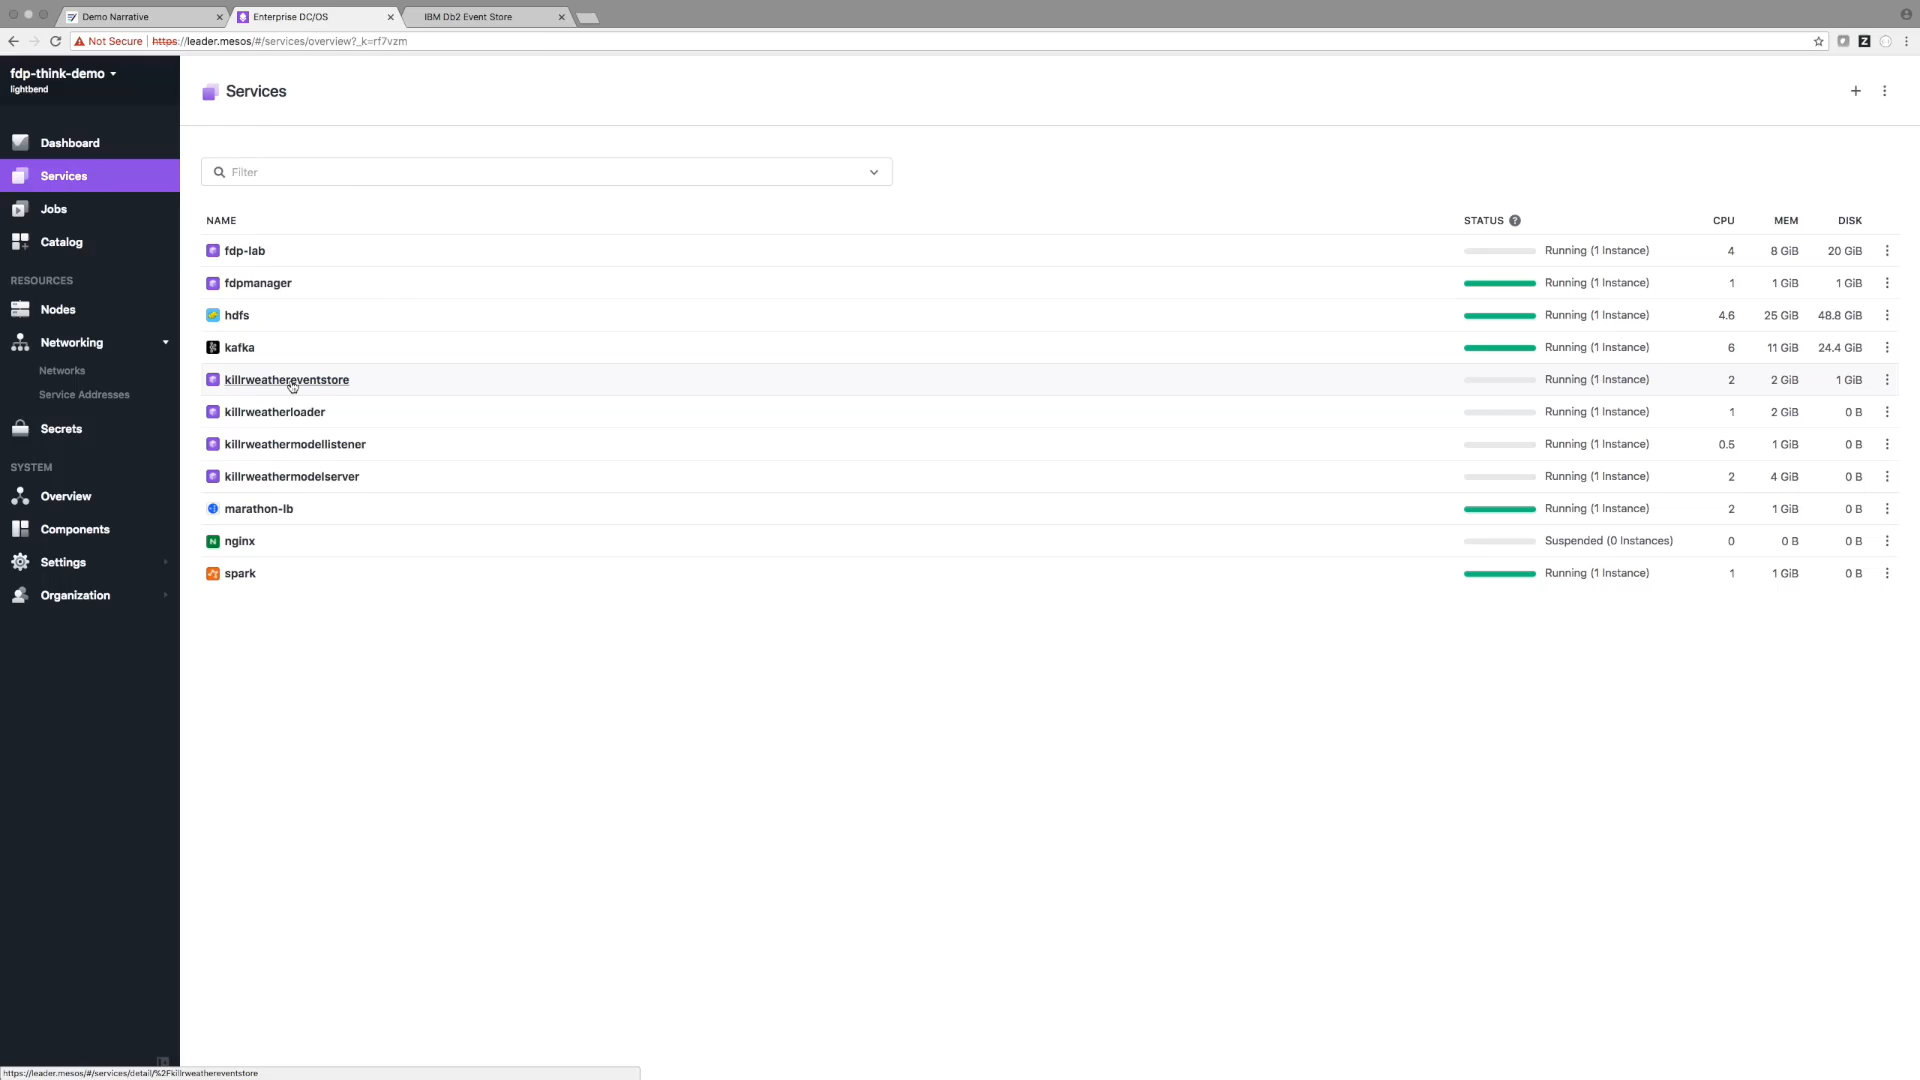 Demo Narrative
Enterprise DC/OS
IBM Db2 Event Store
Not Secure https://leader.mesos/#/services/overview?_k=rf7vzm
fdp-think-demo
lightbend
Dashboard
Services
Jobs
Catalog
RESOURCES
Nodes
Networking
Networks
Service Addresses
Secrets
SYSTEM
Overview
Components
Settings
Organization
Services
Filter
NAME STATUS CPU MEM DISK
fdp-lab Running (1 Instance) 4 8 GiB 20 GiB
fdpmanager Running (1 Instance) 1 1 GiB 1 GiB
hdfs Running (1 Instance) 4.6 25 GiB 48.8 GiB
kafka Running (1 Instance) 6 11 GiB 24.4 GiB
killrweathereventstore Running (1 Instance) 2 2 GiB 1 GiB
killrweatherloader Running (1 Instance) 1 2 GiB 0 B
killrweathermodellistener Running (1 Instance) 0.5 1 GiB 0 B
killrweathermodelserver Running (1 Instance) 2 4 GiB 0 B
marathon-lb Running (1 Instance) 2 1 GiB 0 B
nginx Suspended (0 Instances) 0 0 B 0 B
spark Running (1 Instance) 1 1 GiB 0 B
https://leader.mesos/#/services/detail/%2Fkillrweathereventstore